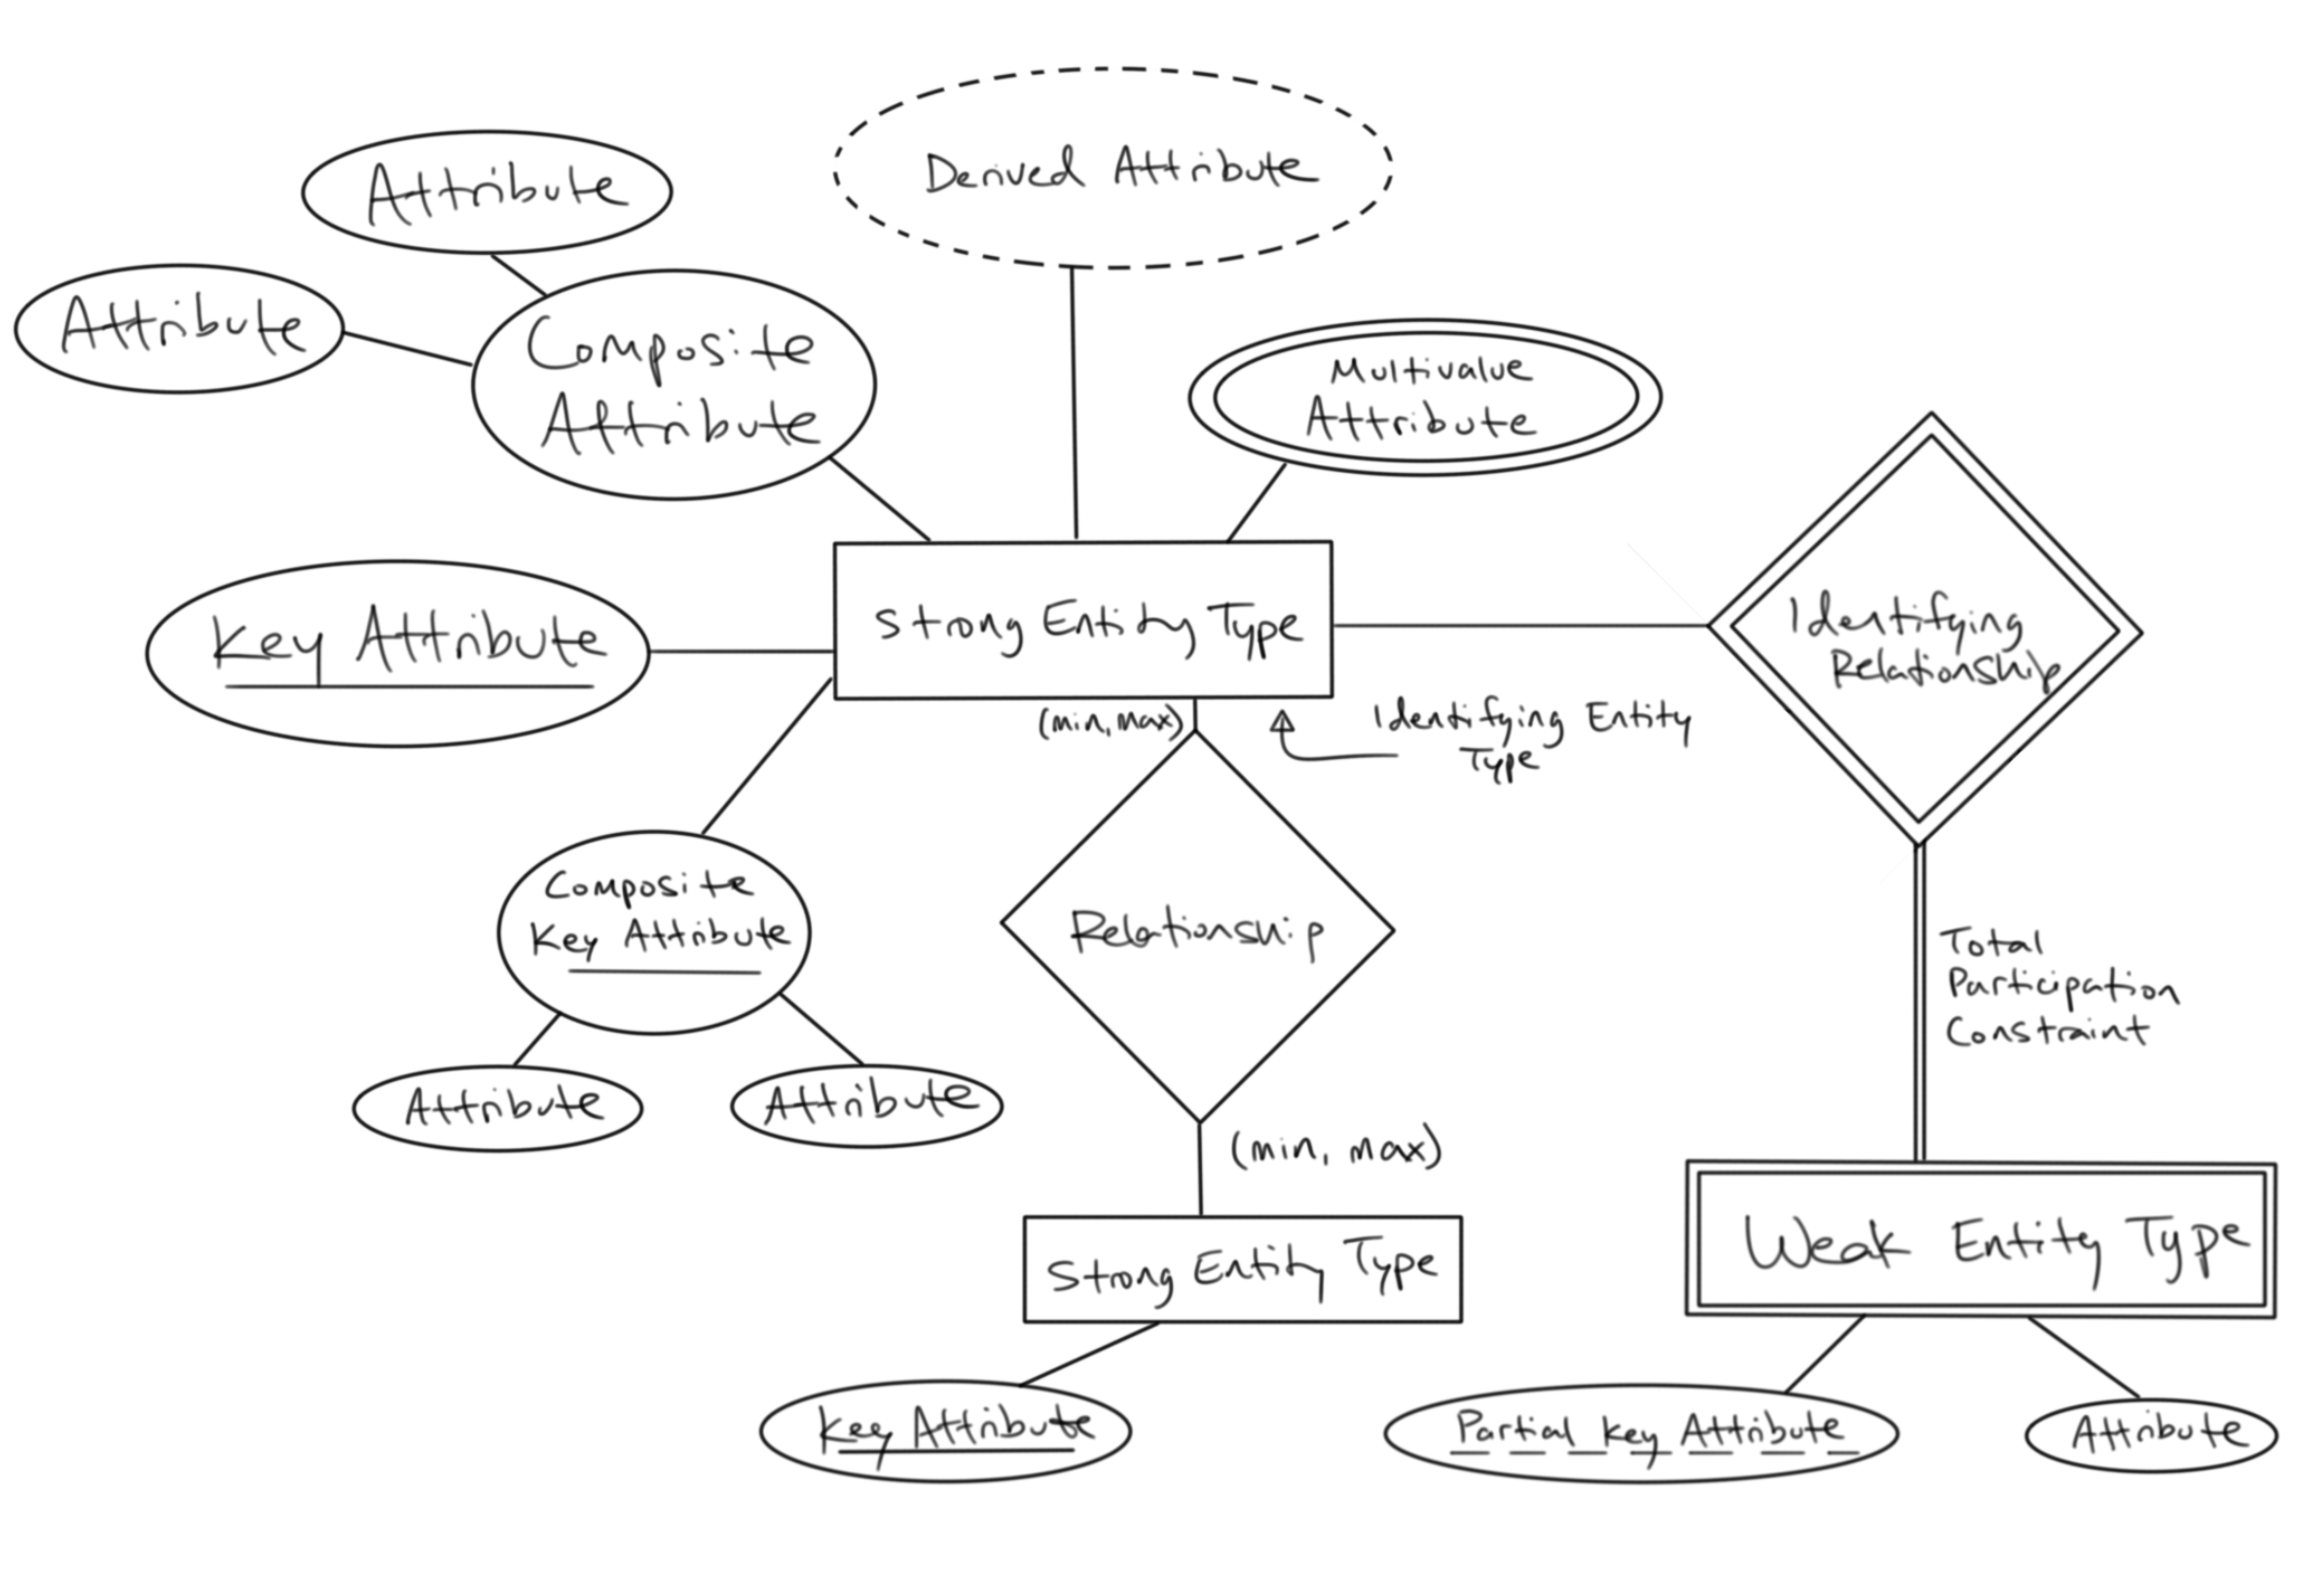 Derived Attribute
Attribute
Attribute
Composite
Attribute
Multivalue
Attribute
Key Attribute
Strong Entity Type
Identifying
Relationship
(min, max)
Identifying Entity
Type
Composite
Key Attribute
Relationship
Total
Participation
Constraint
Attribute
Attribute
(min, max)
Strong Entity Type
Weak Entity Type
Key Attribute
Partial Key Attribute
Attribute